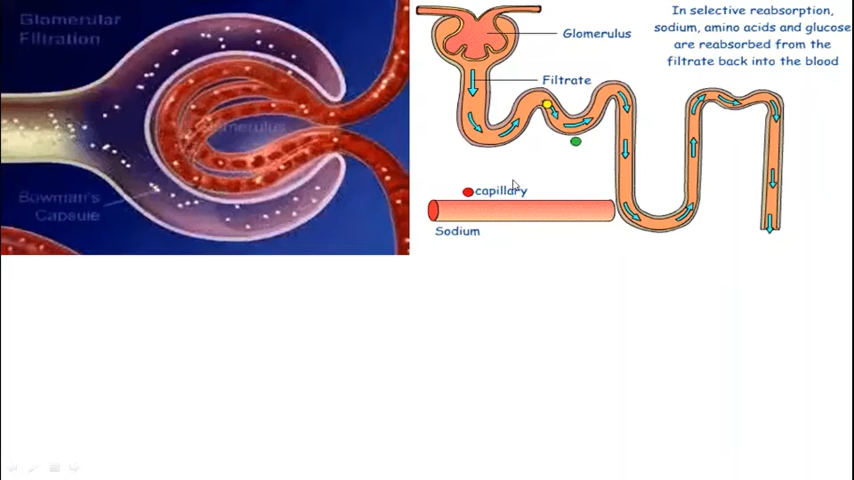 Glomerular
Filtration
Glomerulus
Bowman's
Capsule
Glomerulus
Filtrate
capillary
Sodium
In selective reabsorption,
sodium, amino acids and glucose
are reabsorbed from the
filtrate back into the blood